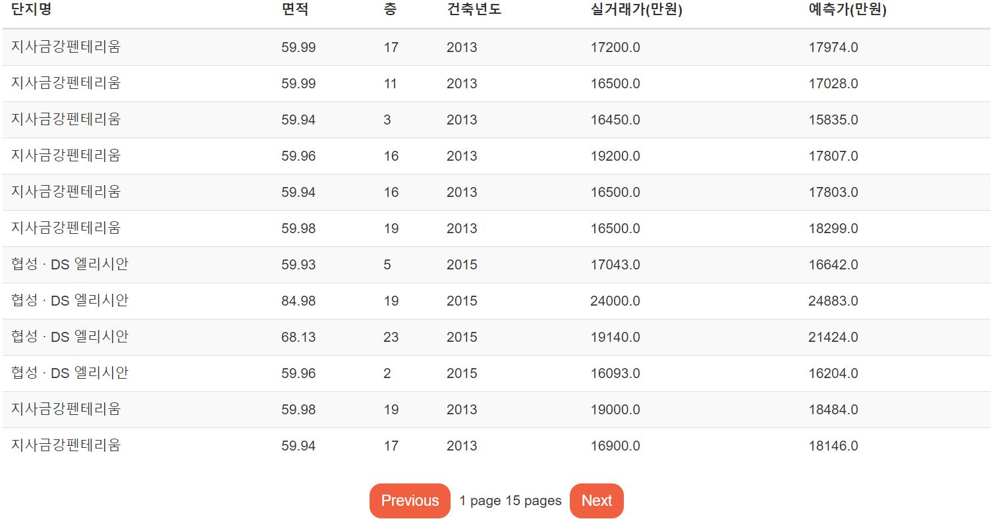 단지명 면적 층 건축년도 실거래가(만원) 예측가(만원)
지사금강펜테리움 59.99 17 2013 17200.0 17974.0
지사금강펜테리움 59.99 11 2013 16500.0 17028.0
지사금강펜테리움 59.94 3 2013 16450.0 15835.0
지사금강펜테리움 59.96 16 2013 19200.0 17807.0
지사금강펜테리움 59.94 16 2013 16500.0 17803.0
지사금강펜테리움 59.98 19 2013 16500.0 18299.0
협성 · DS 엘리시안 59.93 5 2015 17043.0 16642.0
협성 · DS 엘리시안 84.98 19 2015 24000.0 24883.0
협성 · DS 엘리시안 68.13 23 2015 19140.0 21424.0
협성 · DS 엘리시안 59.96 2 2015 16093.0 16204.0
지사금강펜테리움 59.98 19 2013 19000.0 18484.0
지사금강펜테리움 59.94 17 2013 16900.0 18146.0
Previous 1 page 15 pages Next